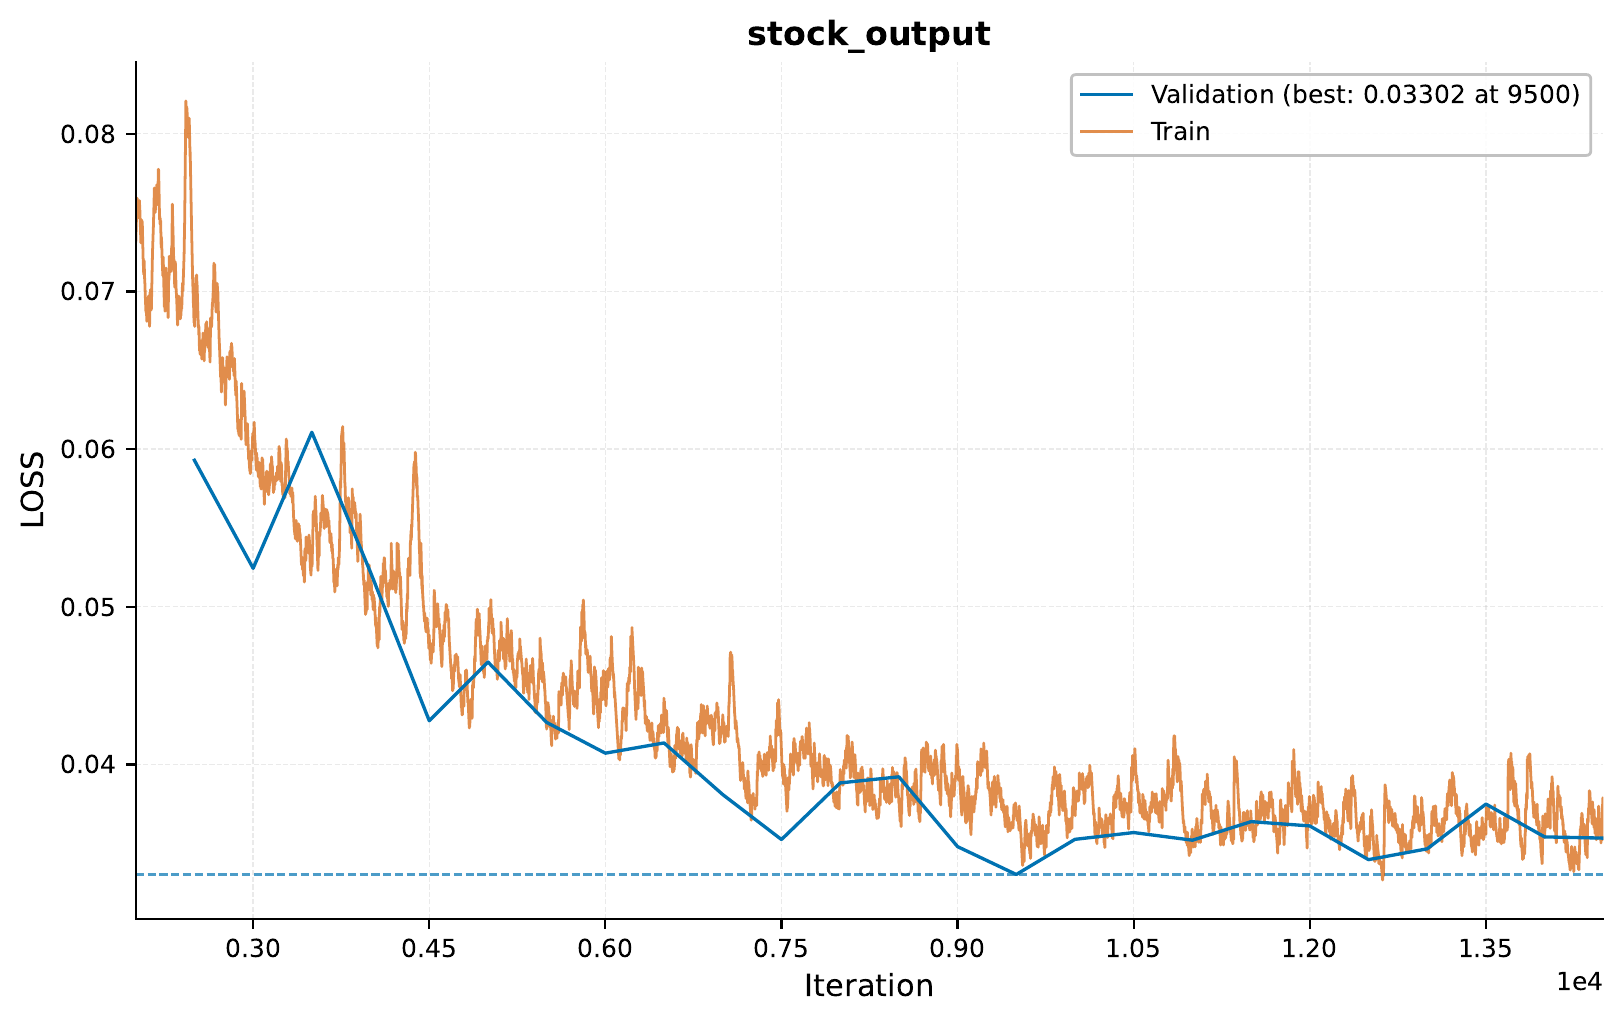 stock_output
Validation (best: 0.03302 at 9500)
Train
0.08
0.07
0.06
0.05
0.04
LOSS
0.30
0.45
0.60
0.75
0.90
1.05
1.20
1.35
1e4
Iteration